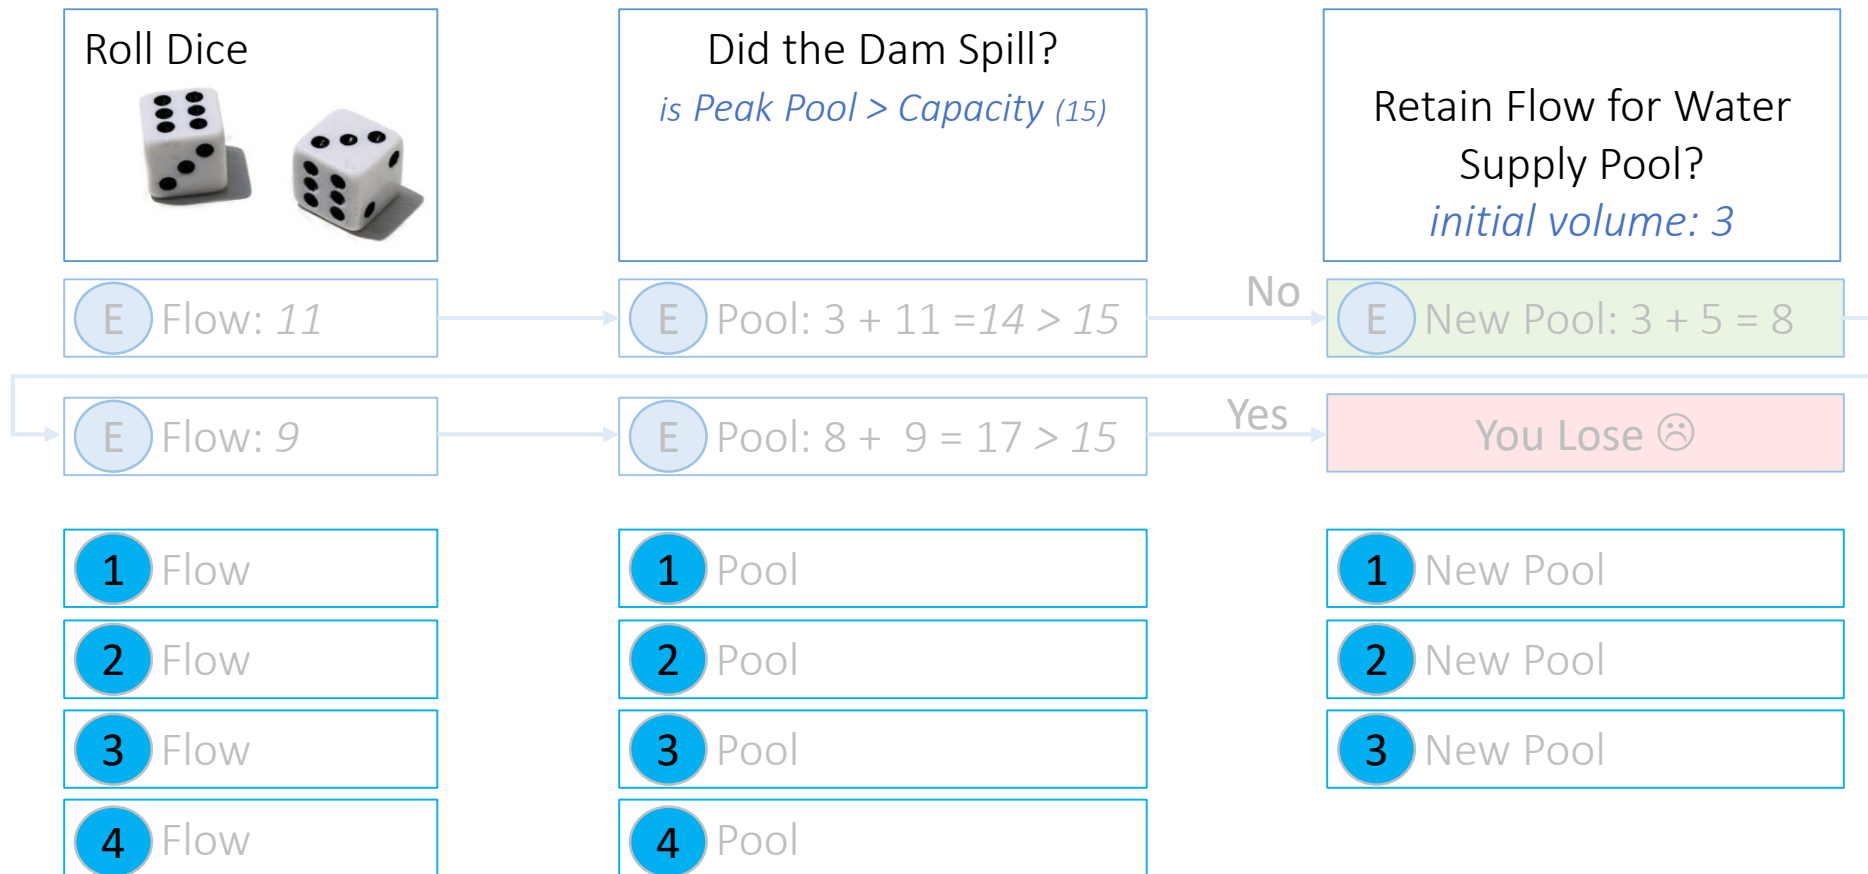 Roll Dice
Did the Dam Spill?
is Peak Pool > Capacity (15)
Retain Flow for Water
Supply Pool?
initial volume: 3
E Flow: 11
E Pool: 3 + 11 =14 > 15
No
E New Pool: 3 + 5 = 8
E Flow: 9
E Pool: 8 + 9 = 17 > 15
Yes
You Lose ☹
1 Flow
1 Pool
1 New Pool
2 Flow
2 Pool
2 New Pool
3 Flow
3 Pool
3 New Pool
4 Flow
4 Pool